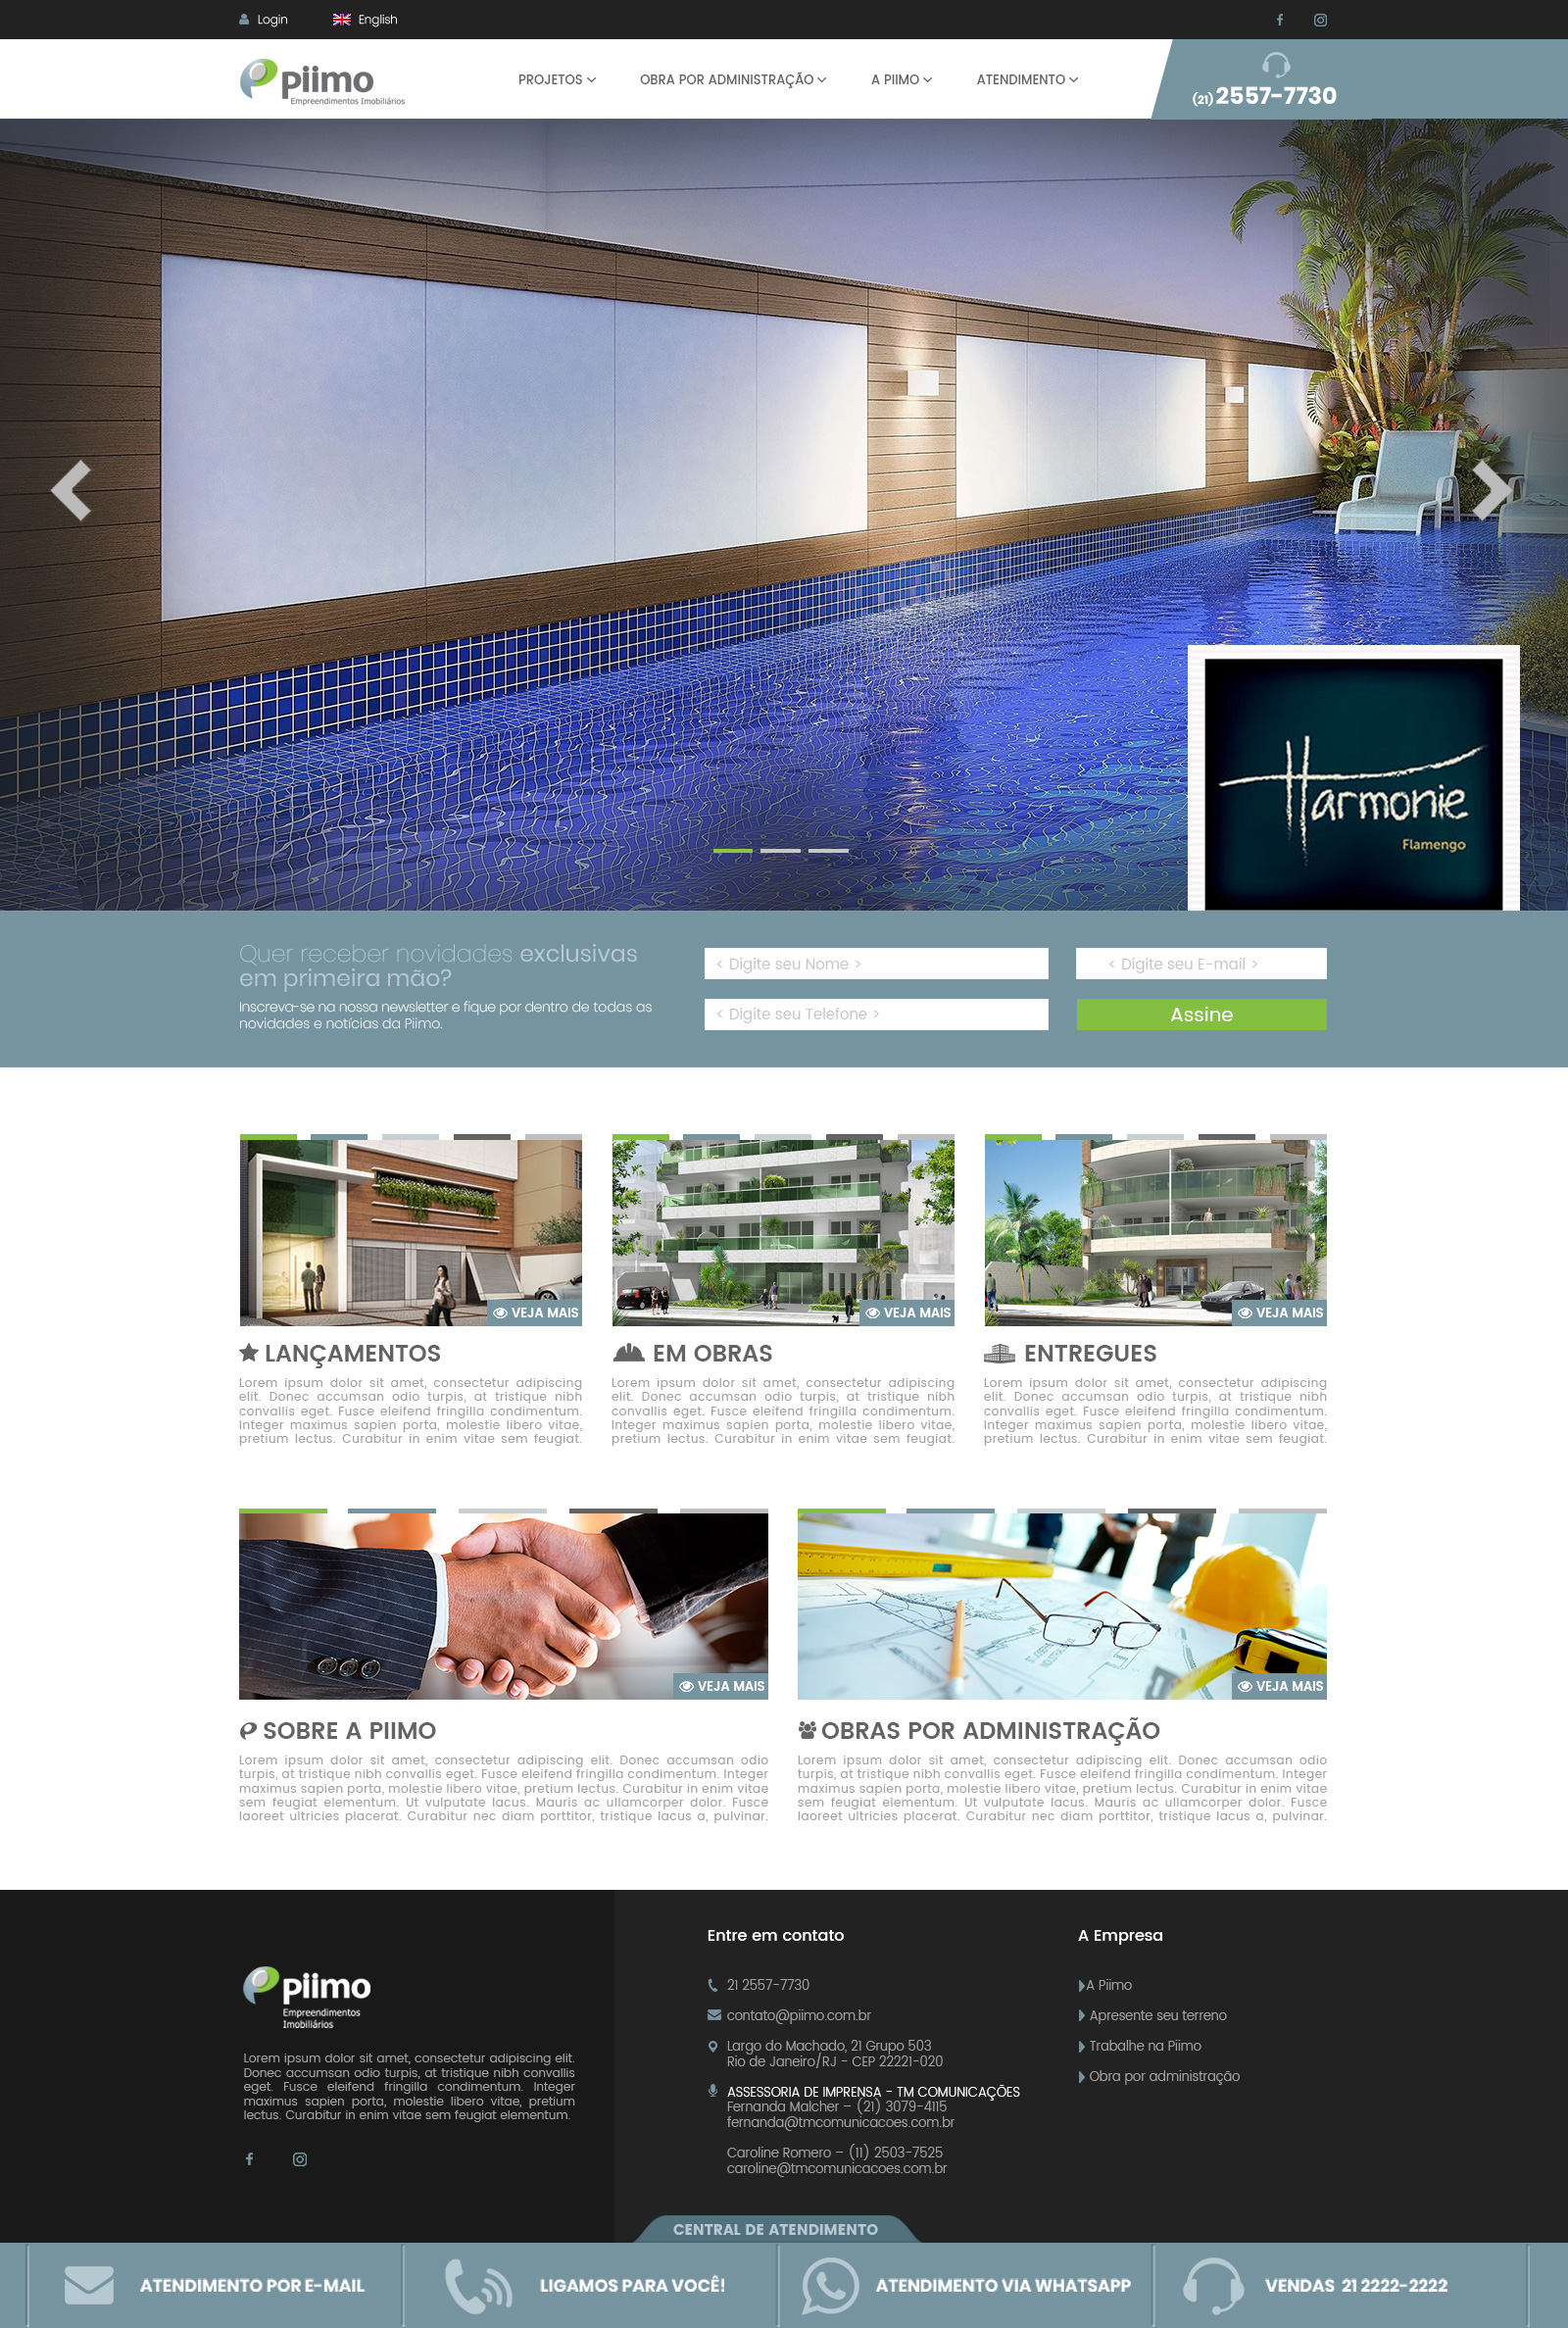 Login English
piimo
Empreendimentos Imobiliários
PROJETOS OBRA POR ADMINISTRAÇÃO A PIIMO ATENDIMENTO
(21) 2557-7730
Harmonie
Flamengo
Quer receber novidades exclusivas
em primeira mão?
Inscreva-se na nossa newsletter e fique por dentro de todas as
novidades e notícias da Piimo.
< Digite seu Nome >
< Digite seu E-mail >
< Digite seu Telefone >
Assine
VEJA MAIS
LANÇAMENTOS
Lorem ipsum dolor sit amet, consectetur adipiscing
elit. Donec accumsan odio turpis, at tristique nibh
convallis eget. Fusce eleifend fringilla condimentum.
Integer maximus sapien porta, molestie libero vitae,
pretium lectus. Curabitur in enim vitae sem feugiat.
VEJA MAIS
EM OBRAS
Lorem ipsum dolor sit amet, consectetur adipiscing
elit. Donec accumsan odio turpis, at tristique nibh
convallis eget. Fusce eleifend fringilla condimentum.
Integer maximus sapien porta, molestie libero vitae,
pretium lectus. Curabitur in enim vitae sem feugiat.
VEJA MAIS
ENTREGUES
Lorem ipsum dolor sit amet, consectetur adipiscing
elit. Donec accumsan odio turpis, at tristique nibh
convallis eget. Fusce eleifend fringilla condimentum.
Integer maximus sapien porta, molestie libero vitae,
pretium lectus. Curabitur in enim vitae sem feugiat.
VEJA MAIS
SOBRE A PIIMO
Lorem ipsum dolor sit amet, consectetur adipiscing elit. Donec accumsan odio
turpis, at tristique nibh convallis eget. Fusce eleifend fringilla condimentum. Integer
maximus sapien porta, molestie libero vitae, pretium lectus. Curabitur in enim vitae
sem feugiat elementum. Ut vulputate lacus. Mauris ac ullamcorper dolor. Fusce
laoreet ultricies placerat. Curabitur nec diam porttitor, tristique lacus a, pulvinar.
VEJA MAIS
OBRAS POR ADMINISTRAÇÃO
Lorem ipsum dolor sit amet, consectetur adipiscing elit. Donec accumsan odio
turpis, at tristique nibh convallis eget. Fusce eleifend fringilla condimentum. Integer
maximus sapien porta, molestie libero vitae, pretium lectus. Curabitur in enim vitae
sem feugiat elementum. Ut vulputate lacus. Mauris ac ullamcorper dolor. Fusce
laoreet ultricies placerat. Curabitur nec diam porttitor, tristique lacus a, pulvinar.
piimo
Empreendimentos
Imobiliários
Lorem ipsum dolor sit amet, consectetur adipiscing elit.
Donec accumsan odio turpis, at tristique nibh convallis
eget. Fusce eleifend fringilla condimentum. Integer
maximus sapien porta, molestie libero vitae, pretium
lectus. Curabitur in enim vitae sem feugiat elementum.
Entre em contato
21 2557-7730
contato@piimo.com.br
Largo do Machado, 21 Grupo 503
Rio de Janeiro/RJ - CEP 22221-020
ASSESSORIA DE IMPRENSA - TM COMUNICAÇÕES
Fernanda Malcher – (21) 3079-4115
fernanda@tmcomunicacoes.com.br
Caroline Romero – (11) 2503-7525
caroline@tmcomunicacoes.com.br
A Empresa
A Piimo
Apresente seu terreno
Trabalhe na Piimo
Obra por administração
CENTRAL DE ATENDIMENTO
ATENDIMENTO POR E-MAIL
LIGAMOS PARA VOCÊ!
ATENDIMENTO VIA WHATSAPP
VENDAS 21 2222-2222